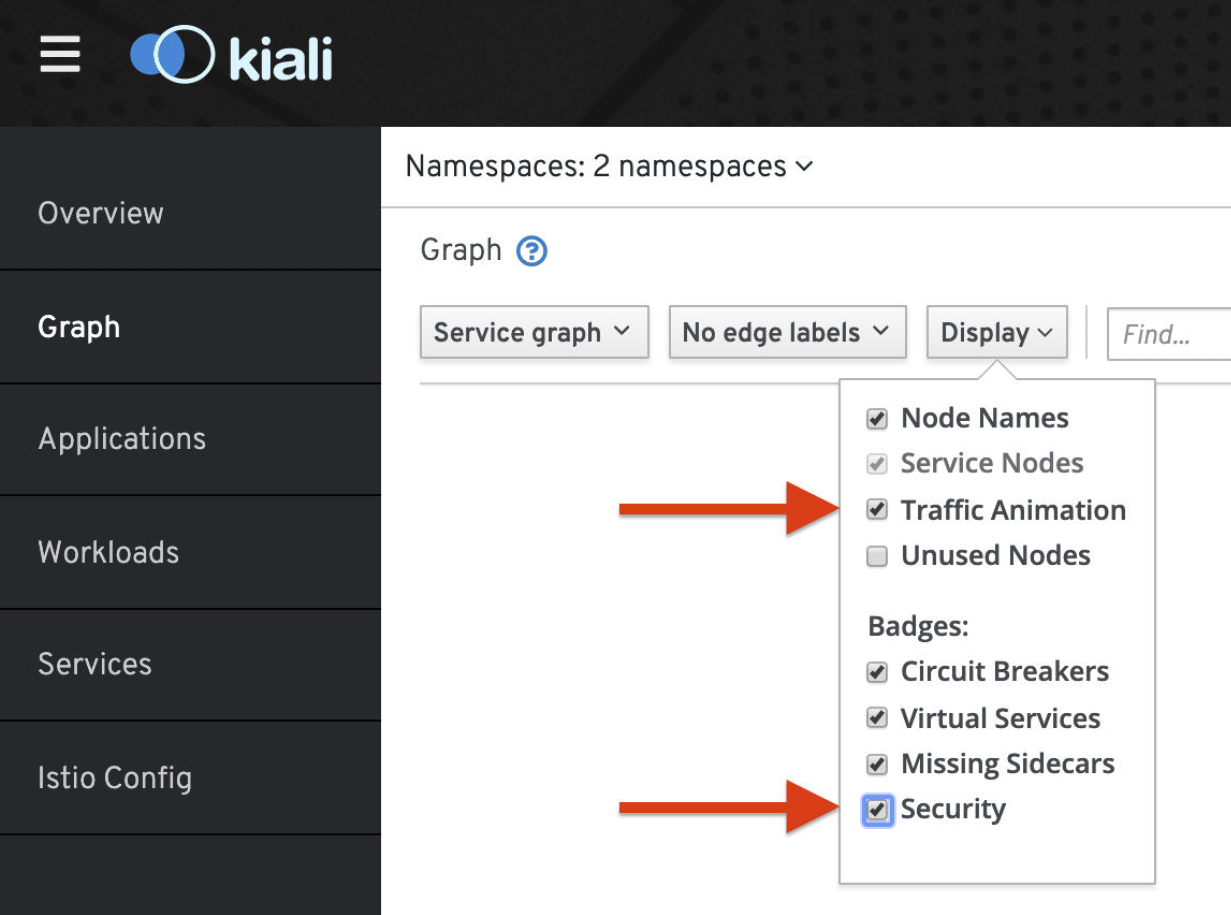 kiali
Namespaces: 2 namespaces
Overview
Graph
Applications
Workloads
Services
Istio Config
Graph ?
Service graph
No edge labels
Display
Find...
Node Names
Service Nodes
Traffic Animation
Unused Nodes
Badges:
Circuit Breakers
Virtual Services
Missing Sidecars
Security